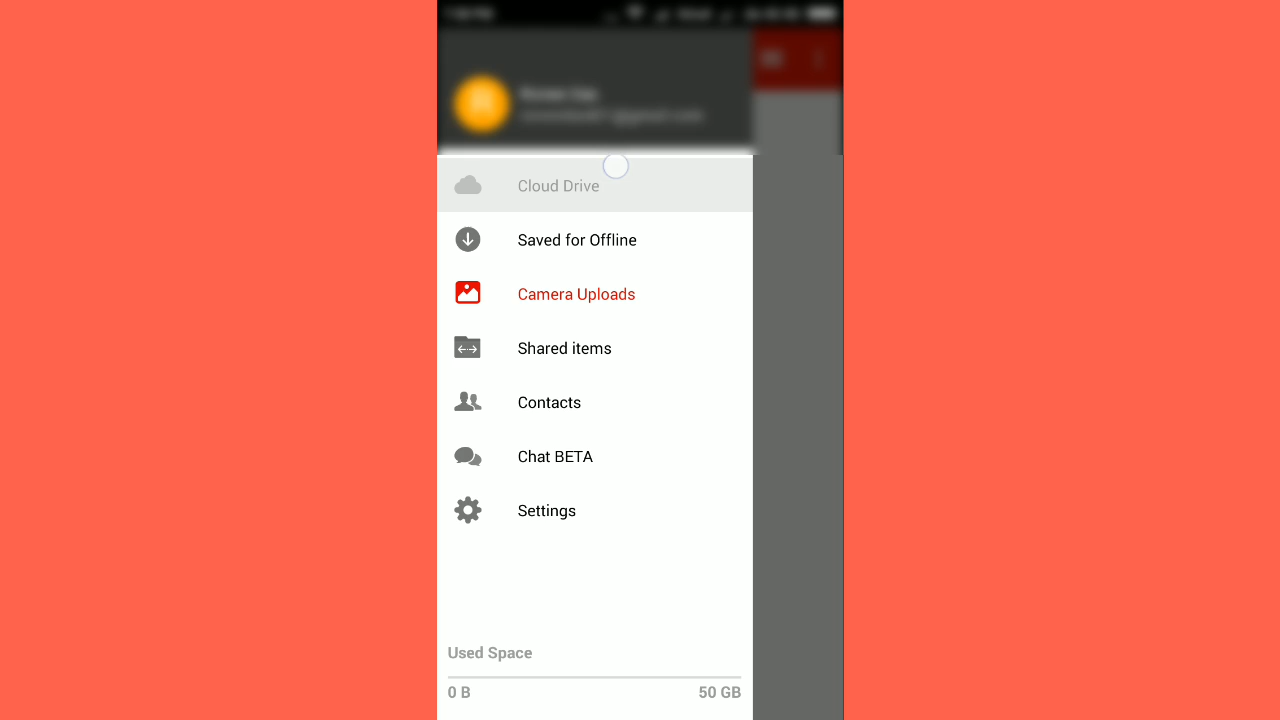 Cloud Drive
Saved for Offline
Camera Uploads
Shared items
Contacts
Chat BETA
Settings
Used Space
0 B
50 GB